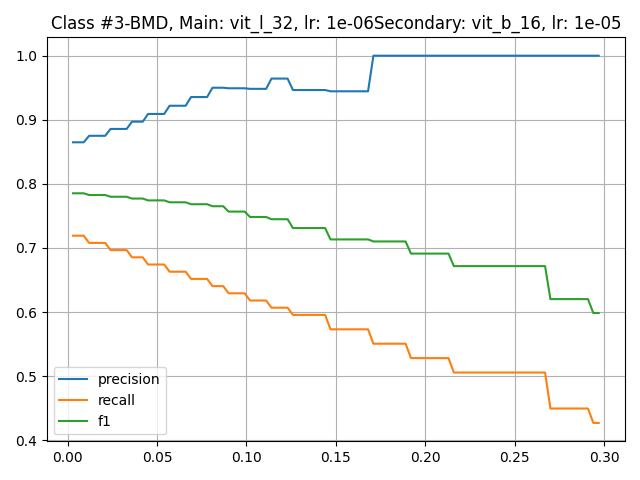 Class #3-BMD, Main: vit_l_32, lr: 1e-06Secondary: vit_b_16, lr: 1e-05
1.0
0.9
0.8
0.7
0.6
0.5
0.4
precision
recall
f1
0.00 0.05 0.10 0.15 0.20 0.25 0.30